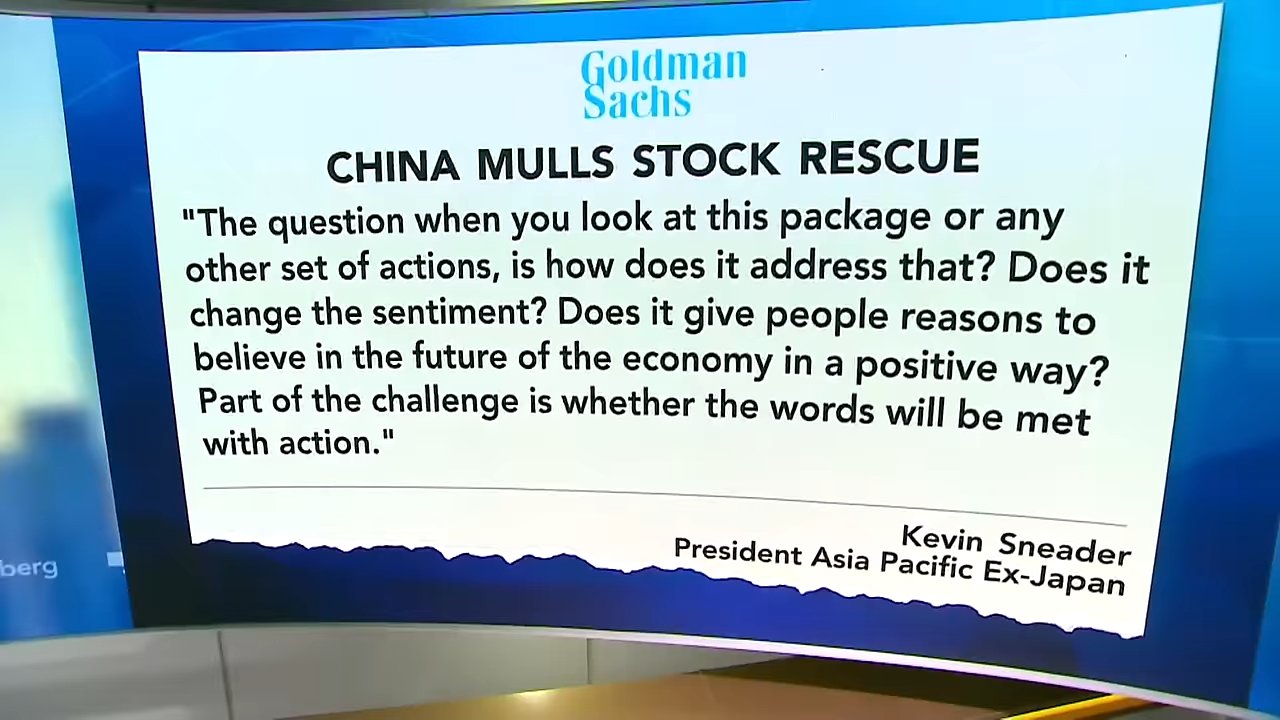 Goldman
Sachs
CHINA MULLS STOCK RESCUE
"The question when you look at this package or any
other set of actions, is how does it address that? Does it
change the sentiment? Does it give people reasons to
believe in the future of the economy in a positive way?
Part of the challenge is whether the words will be met
with action."
Kevin Sneader
President Asia Pacific Ex-Japan
berg